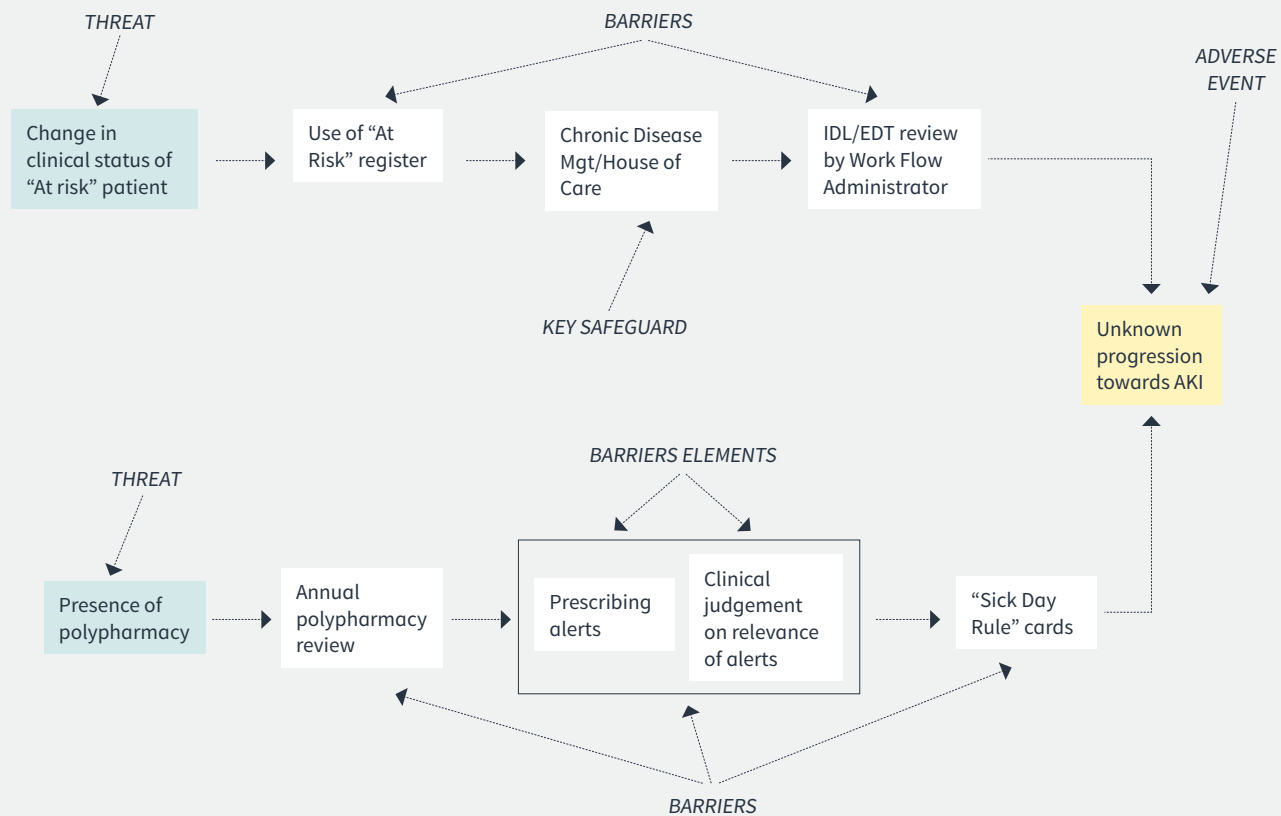 THREAT
BARRIERS
ADVERSE
EVENT
Change in
clinical status of
“At risk” patient
Use of “At
Risk” register
Chronic Disease
Mgt/House of
Care
IDL/EDT review
by Work Flow
Administrator
KEY SAFEGUARD
Unknown
progression
towards AKI
THREAT
BARRIERS ELEMENTS
Presence of
polypharmacy
Annual
polypharmacy
review
Prescribing
alerts
Clinical
judgement
on relevance
of alerts
“Sick Day
Rule” cards
BARRIERS